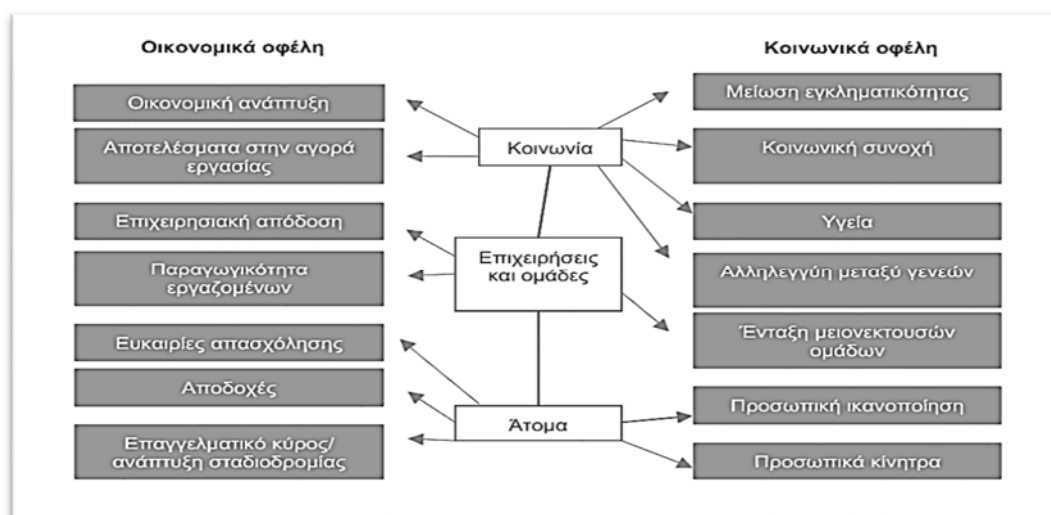 Οικονομικά οφέλη
Οικονομική ανάπτυξη
Αποτελέσματα στην αγορά
εργασίας
Επιχειρησιακή απόδοση
Παραγωγικότητα
εργαζομένων
Ευκαιρίες απασχόλησης
Αποδοχές
Επαγγελματικό κύρος/
ανάπτυξη σταδιοδρομίας
Κοινωνία
Επιχειρήσεις
και ομάδες
Άτομα
Κοινωνικά οφέλη
Μείωση εγκληματικότητας
Κοινωνική συνοχή
Υγεία
Αλληλεγγύη μεταξύ γενεών
Ένταξη μειονεκτουσών
ομάδων
Προσωπική ικανοποίηση
Προσωπικά κίνητρα